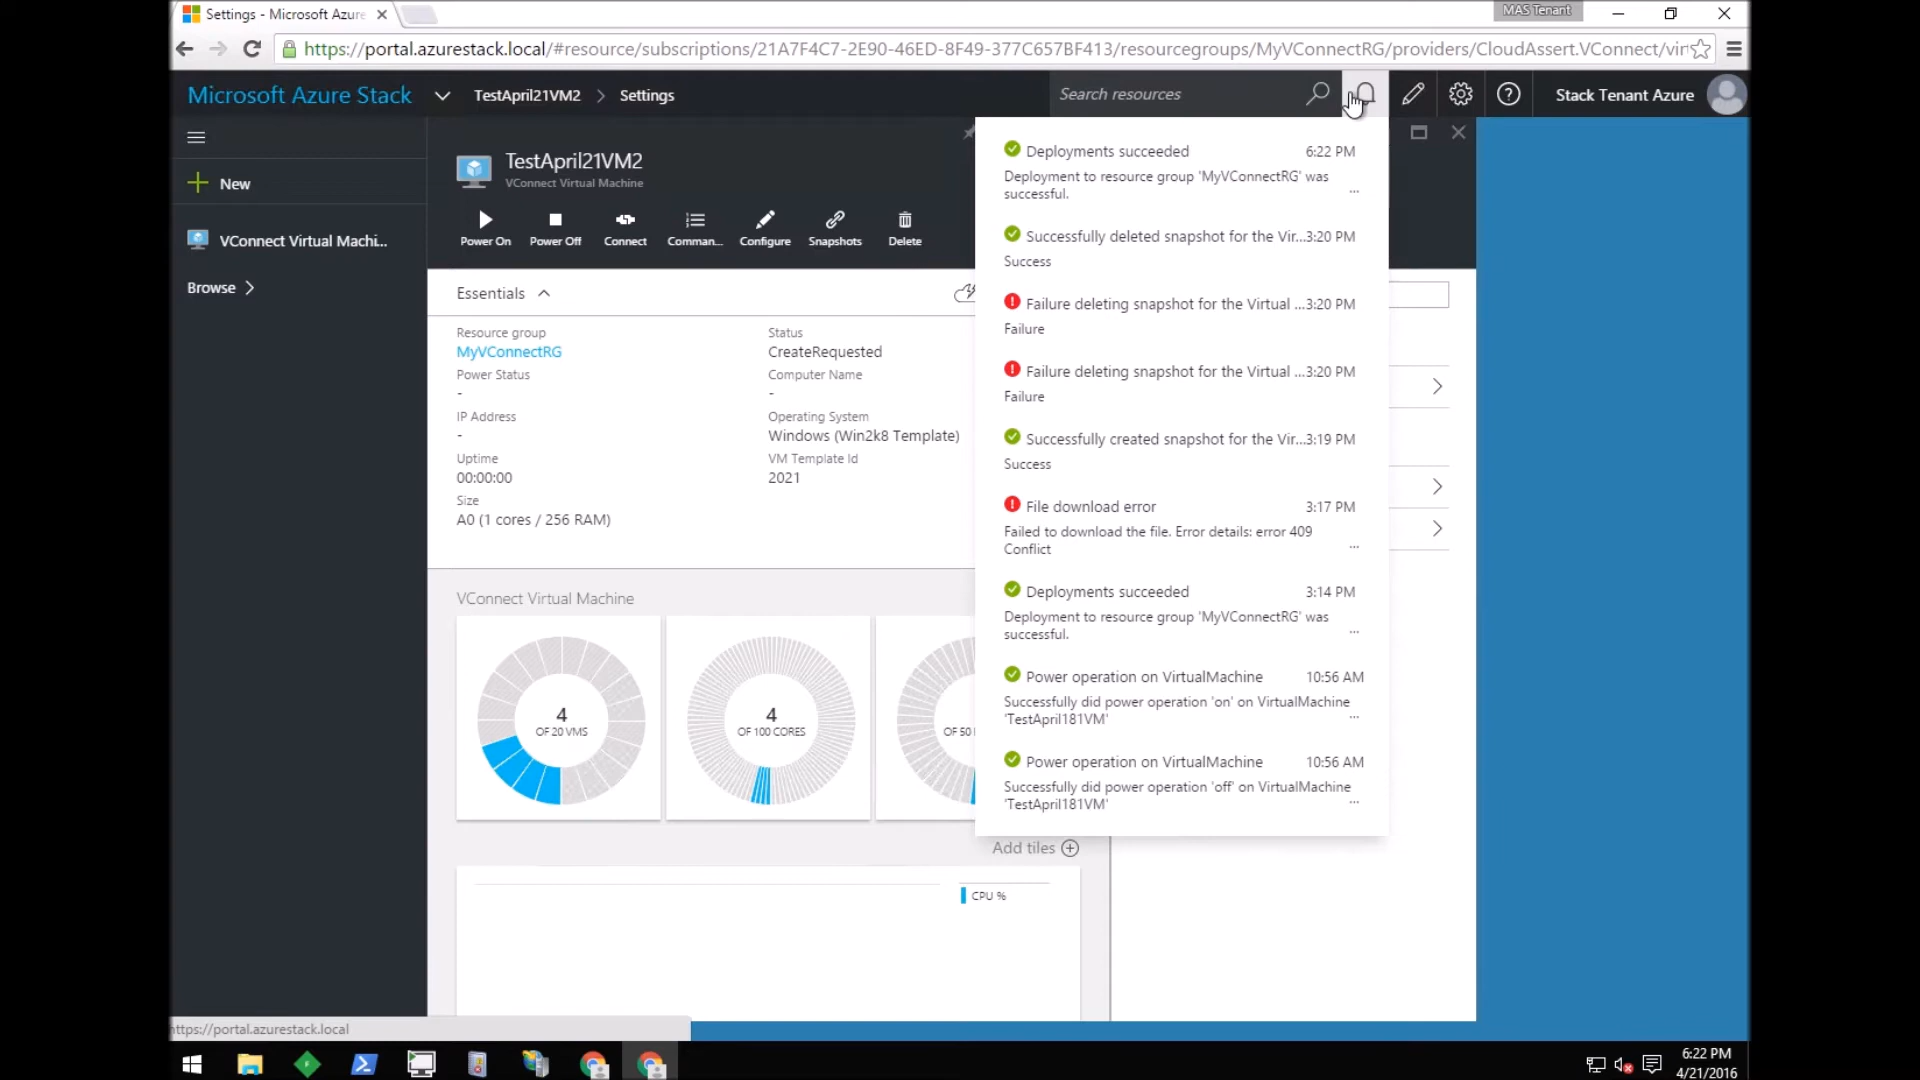 Settings - Microsoft Azure
MAS Tenant
https://portal.azurestack.local/#resource/subscriptions/21A7F4C7-2E90-46ED-8F49-377C657BF413/resourcegroups/MyVConnectRG/providers/CloudAssert.VConnect/vir
Microsoft Azure Stack
TestApril21VM2 > Settings
Search resources
Stack Tenant Azure
New
VConnect Virtual Machi...
Browse >
TestApril21VM2
VConnect Virtual Machine
Power On
Power Off
Connect
Comman...
Configure
Snapshots
Delete
Essentials
Resource group
MyVConnectRG
Power Status
-
IP Address
-
Uptime
00:00:00
Size
A0 (1 cores / 256 RAM)
Status
CreateRequested
Computer Name
-
Operating System
Windows (Win2k8 Template)
VM Template Id
2021
VConnect Virtual Machine
4
OF 20 VMS
4
OF 100 CORES
OF 50
Add tiles
CPU %
Deployments succeeded 6:22 PM
Deployment to resource group 'MyVConnectRG' was
successful. ...
Successfully deleted snapshot for the Vir...3:20 PM
Success
Failure deleting snapshot for the Virtual ...3:20 PM
Failure
Failure deleting snapshot for the Virtual ...3:20 PM
Failure
Successfully created snapshot for the Vir...3:19 PM
Success
File download error 3:17 PM
Failed to download the file. Error details: error 409
Conflict ...
Deployments succeeded 3:14 PM
Deployment to resource group 'MyVConnectRG' was
successful. ...
Power operation on VirtualMachine 10:56 AM
Successfully did power operation 'on' on VirtualMachine
'TestApril181VM' ...
Power operation on VirtualMachine 10:56 AM
Successfully did power operation 'off' on VirtualMachine
'TestApril181VM' ...
https://portal.azurestack.local
6:22 PM
4/21/2016